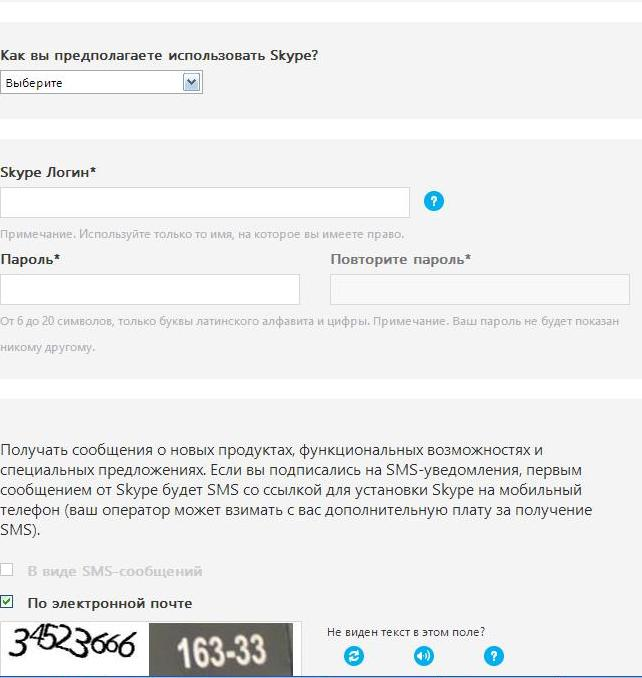 Как вы предполагаете использовать Skype?
Выберите
Skype Логин*
?
Примечание. Используйте только то имя, на которое вы имеете право.
Пароль*
Повторите пароль*
От 6 до 20 символов, только буквы латинского алфавита и цифры. Примечание. Ваш пароль не будет показан
никому другому.
Получать сообщения о новых продуктах, функциональных возможностях и
специальных предложениях. Если вы подписались на SMS-уведомления, первым
сообщением от Skype будет SMS со ссылкой для установки Skype на мобильный
телефон (ваш оператор может взимать с вас дополнительную плату за получение
SMS).
В виде SMS-сообщений
По электронной почте
34523666
163-33
Не виден текст в этом поле?
?